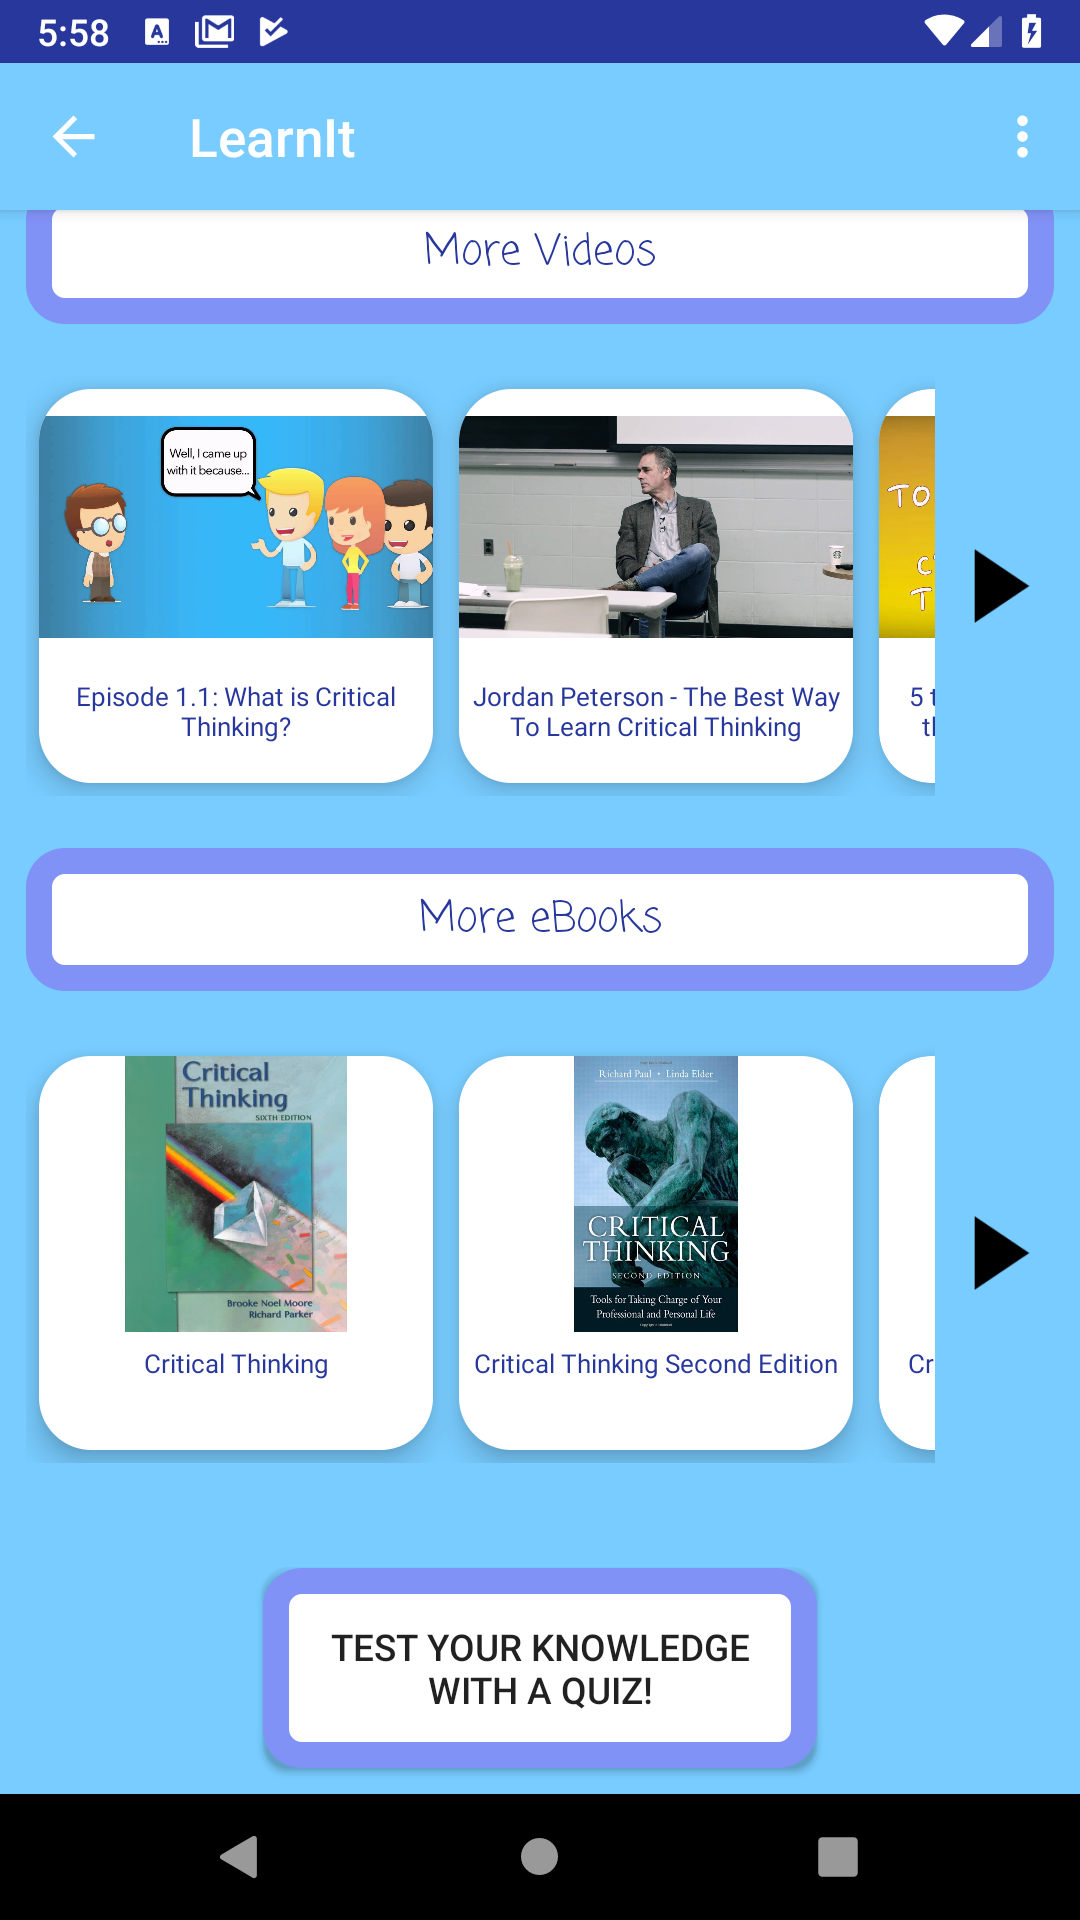 5:58
LearnIt
More Videos
Well, I came up
with it because...
TO
C
T
Episode 1.1: What is Critical
Thinking?
Jordan Peterson - The Best Way
To Learn Critical Thinking
5 t
th
More eBooks
Critical
Thinking
SIXTH EDITION
Brooke Noel Moore
Richard Parker
Richard Paul • Linda Elder
CRITICAL
THINKING
SECOND EDITION
Tools for Taking Charge of Your
Professional and Personal Life
Critical Thinking
Critical Thinking Second Edition
Cr
TEST YOUR KNOWLEDGE
WITH A QUIZ!